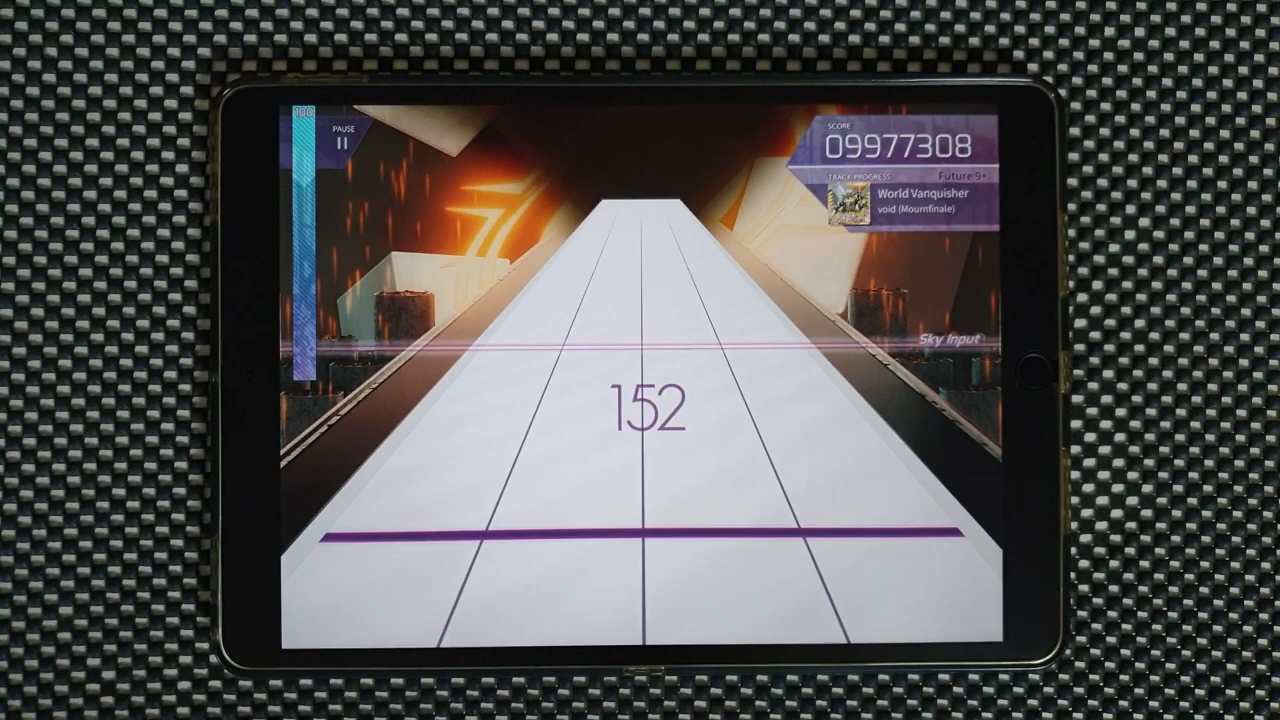 100
PAUSE
SCORE
09977308
TRACK PROGRESS
Future 9+
World Vanquisher
void (Mournfinale)
Sky Input
152